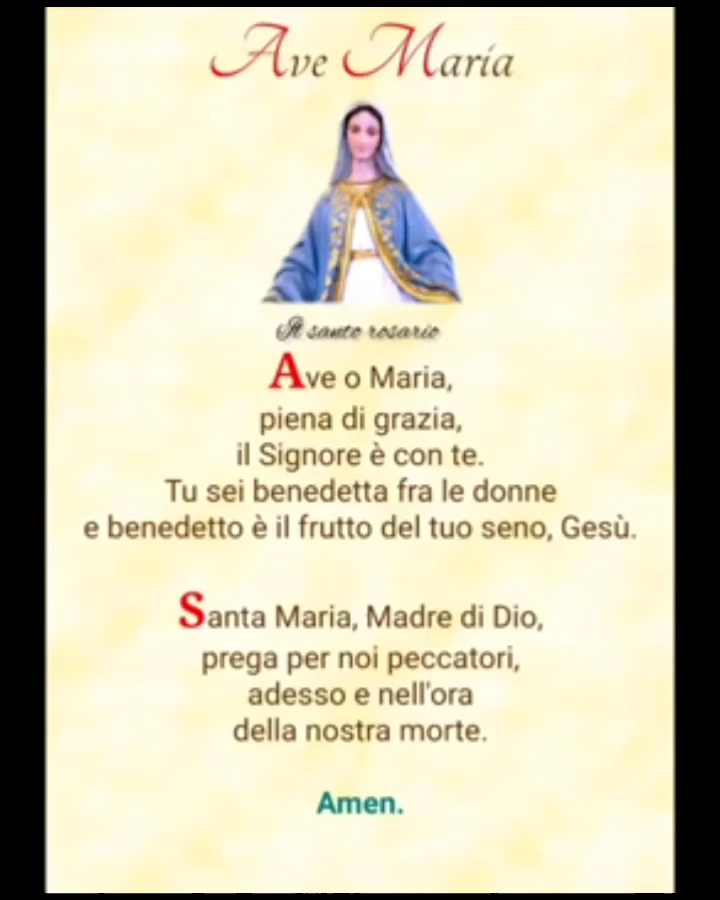 Ave María
Il santo rosario
Ave o Maria,
piena di grazia,
il Signore è con te.
Tu sei benedetta fra le donne
e benedetto è il frutto del tuo seno, Gesù.
Santa Maria, Madre di Dio,
prega per noi peccatori,
adesso e nell'ora
della nostra morte.
Amen.